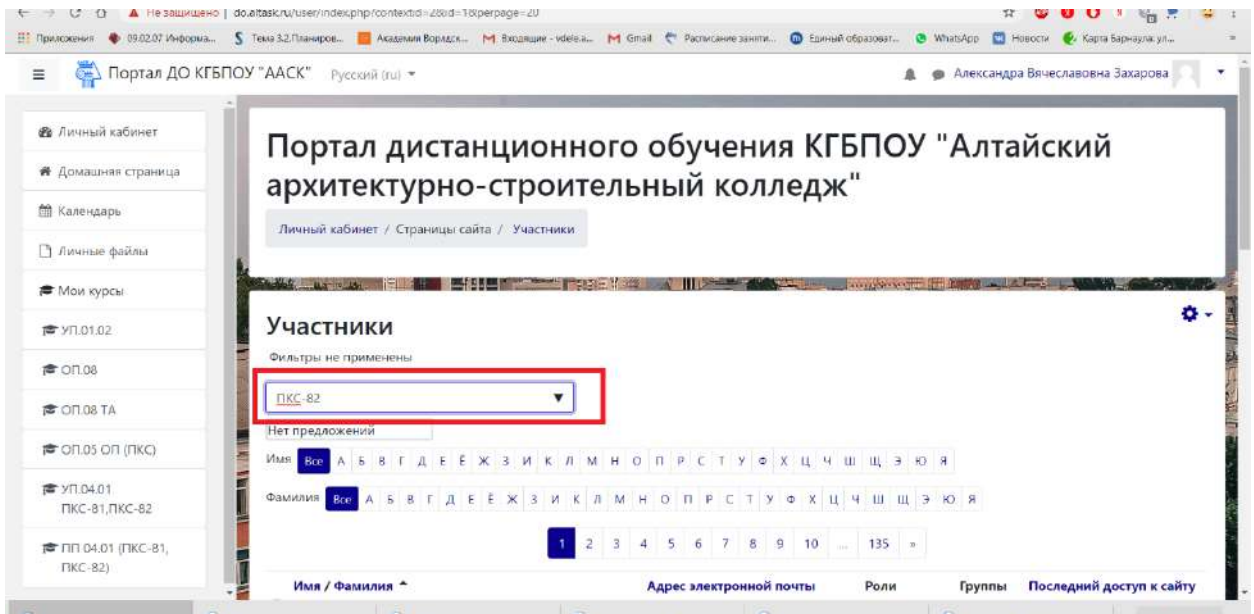 Не защищено | do.altask.ru/user/index.php?contextid=2&id=1&perpage=20
Приложения 09.02.07 Информа... Тема 3.2.Планиров... Академия Ворлдск... Входящие - vdele.a... Gmail Расписание заняти... Единый образоват... WhatsApp Новости Карта Барнаула: ул...
Портал ДО КГБПОУ "ААСК" Русский (ru) Александра Вячеславовна Захарова
Личный кабинет
Домашняя страница
Календарь
Личные файлы
Мои курсы
УП.01.02
ОП.08
ОП.08 ТА
ОП.05 ОП (ПКС)
УП.04.01
ПКС-81,ПКС-82
ПП 04.01 (ПКС-81,
ПКС-82)
Портал дистанционного обучения КГБПОУ "Алтайский
архитектурно-строительный колледж"
Личный кабинет / Страницы сайта / Участники
Участники
Фильтры не применены
ПКС-82 ▼
Нет предложений
Имя Все А Б В Г Д Е Ё Ж З И К Л М Н О П Р С Т У Ф Х Ц Ч Ш Щ Э Ю Я
Фамилия Все А Б В Г Д Е Ё Ж З И К Л М Н О П Р С Т У Ф Х Ц Ч Ш Щ Э Ю Я
1 2 3 4 5 6 7 8 9 10 ... 135 »
Имя / Фамилия Адрес электронной почты Роли Группы Последний доступ к сайту